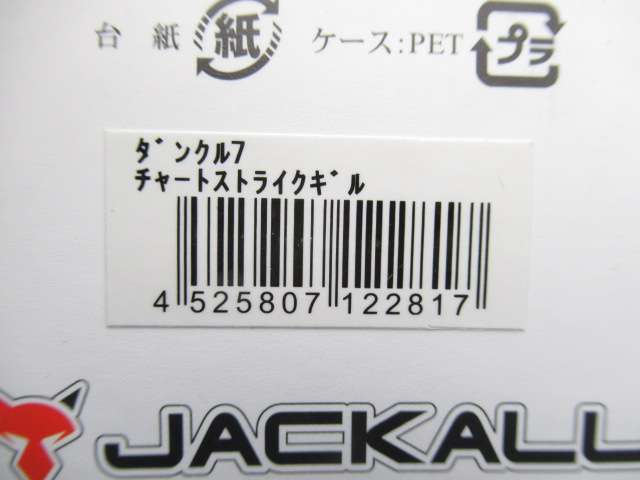 台 紙 紙 ケース:PET プラ
ﾀﾞﾝｸﾙ7
ﾁｬｰﾄｽﾄﾗｲｸｷﾞﾙ
4 525807 122817
JACKALL